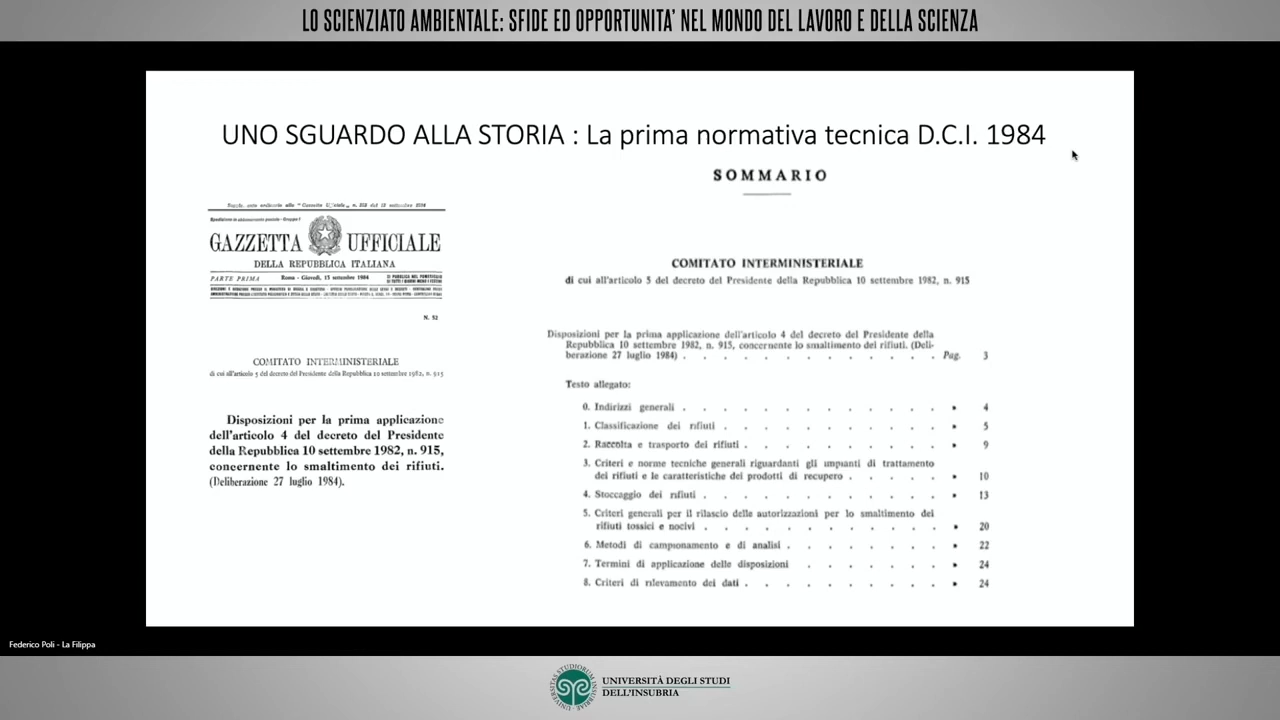 LO SCIENZIATO AMBIENTALE: SFIDE ED OPPORTUNITA' NEL MONDO DEL LAVORO E DELLA SCIENZA
UNO SGUARDO ALLA STORIA : La prima normativa tecnica D.C.I. 1984
GAZZETTA UFFICIALE
DELLA REPUBBLICA ITALIANA
PARTE PRIMA Roma - Giovedì, 13 settembre 1984
N. 52
COMITATO INTERMINISTERIALE
di cui all'articolo 5 del decreto del Presidente della Repubblica 10 settembre 1982, n. 915
Disposizioni per la prima applicazione
dell'articolo 4 del decreto del Presidente
della Repubblica 10 settembre 1982, n. 915,
concernente lo smaltimento dei rifiuti.
(Deliberazione 27 luglio 1984).
SOMMARIO
COMITATO INTERMINISTERIALE
di cui all'articolo 5 del decreto del Presidente della Repubblica 10 settembre 1982, n. 915
Disposizioni per la prima applicazione dell'articolo 4 del decreto del Presidente della
Repubblica 10 settembre 1982, n. 915, concernente lo smaltimento dei rifiuti. (Deli-
berazione 27 luglio 1984) . . . . . . . . . . Pag. 3
Testo allegato:
0. Indirizzi generali . . . . . . . . » 4
1. Classificazione dei rifiuti . . . . . . . » 5
2. Raccolta e trasporto dei rifiuti . . . . . . » 9
3. Criteri e norme tecniche generali riguardanti gli impianti di trattamento
dei rifiuti e le caratteristiche dei prodotti di recupero . . . » 10
4. Stoccaggio dei rifiuti . . . . . . . » 13
5. Criteri generali per il rilascio delle autorizzazioni per lo smaltimento dei
rifiuti tossici e nocivi . . . . . . . » 20
6. Metodi di campionamento e di analisi . . . . . » 22
7. Termini di applicazione delle disposizioni . . . . » 24
8. Criteri di rilevamento dei dati . . . . . . » 24
Federico Poli - La Filippa
UNIVERSITÀ DEGLI STUDI
DELL'INSUBRIA